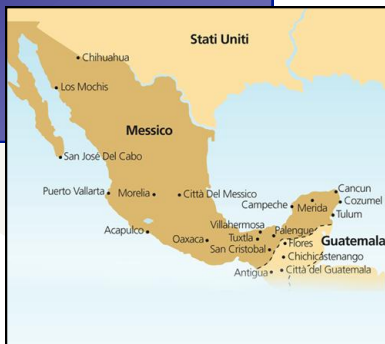 Stati Uniti
Chihuahua
Los Mochis
Messico
San José Del Cabo
Puerto Vallarta
Morelia
Città Del Messico
Cancun
Cozumel
Campeche
Merida
Tulum
Acapulco
Villahermosa
Palenque
Oaxaca
Tuxtla
Flores
Guatemala
San Cristobal
Chichicastenango
Antigua
Città del Guatemala